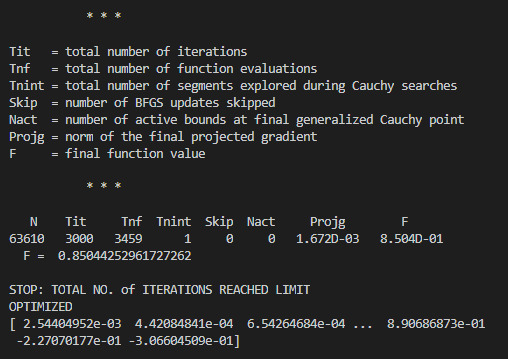 * * *
Tit   = total number of iterations
Tnf   = total number of function evaluations
Tnint = total number of segments explored during Cauchy searches
Skip  = number of BFGS updates skipped
Nact  = number of active bounds at final generalized Cauchy point
Projg = norm of the final projected gradient
F     = final function value
* * *
N    Tit     Tnf  Tnint  Skip  Nact     Projg        F
63610   3000   3459      1     0     0   1.672D-03   8.504D-01
F =  0.85044252961727262
STOP: TOTAL NO. of ITERATIONS REACHED LIMIT
OPTIMIZED
[ 2.54404952e-03  4.42084841e-04  6.54264684e-04 ...  8.90686873e-01
-2.27070177e-01 -3.06604509e-01]